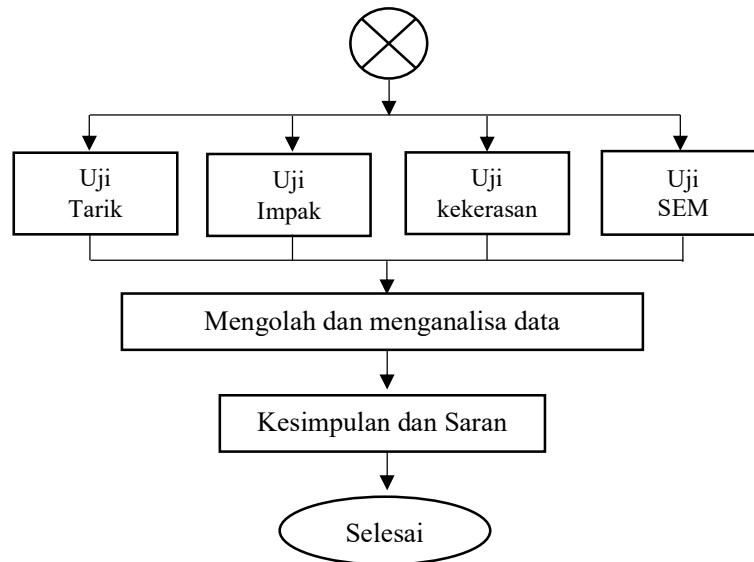 Uji
Tarik
Uji
Impak
Uji
kekerasan
Uji
SEM
Mengolah dan menganalisa data
Kesimpulan dan Saran
Selesai